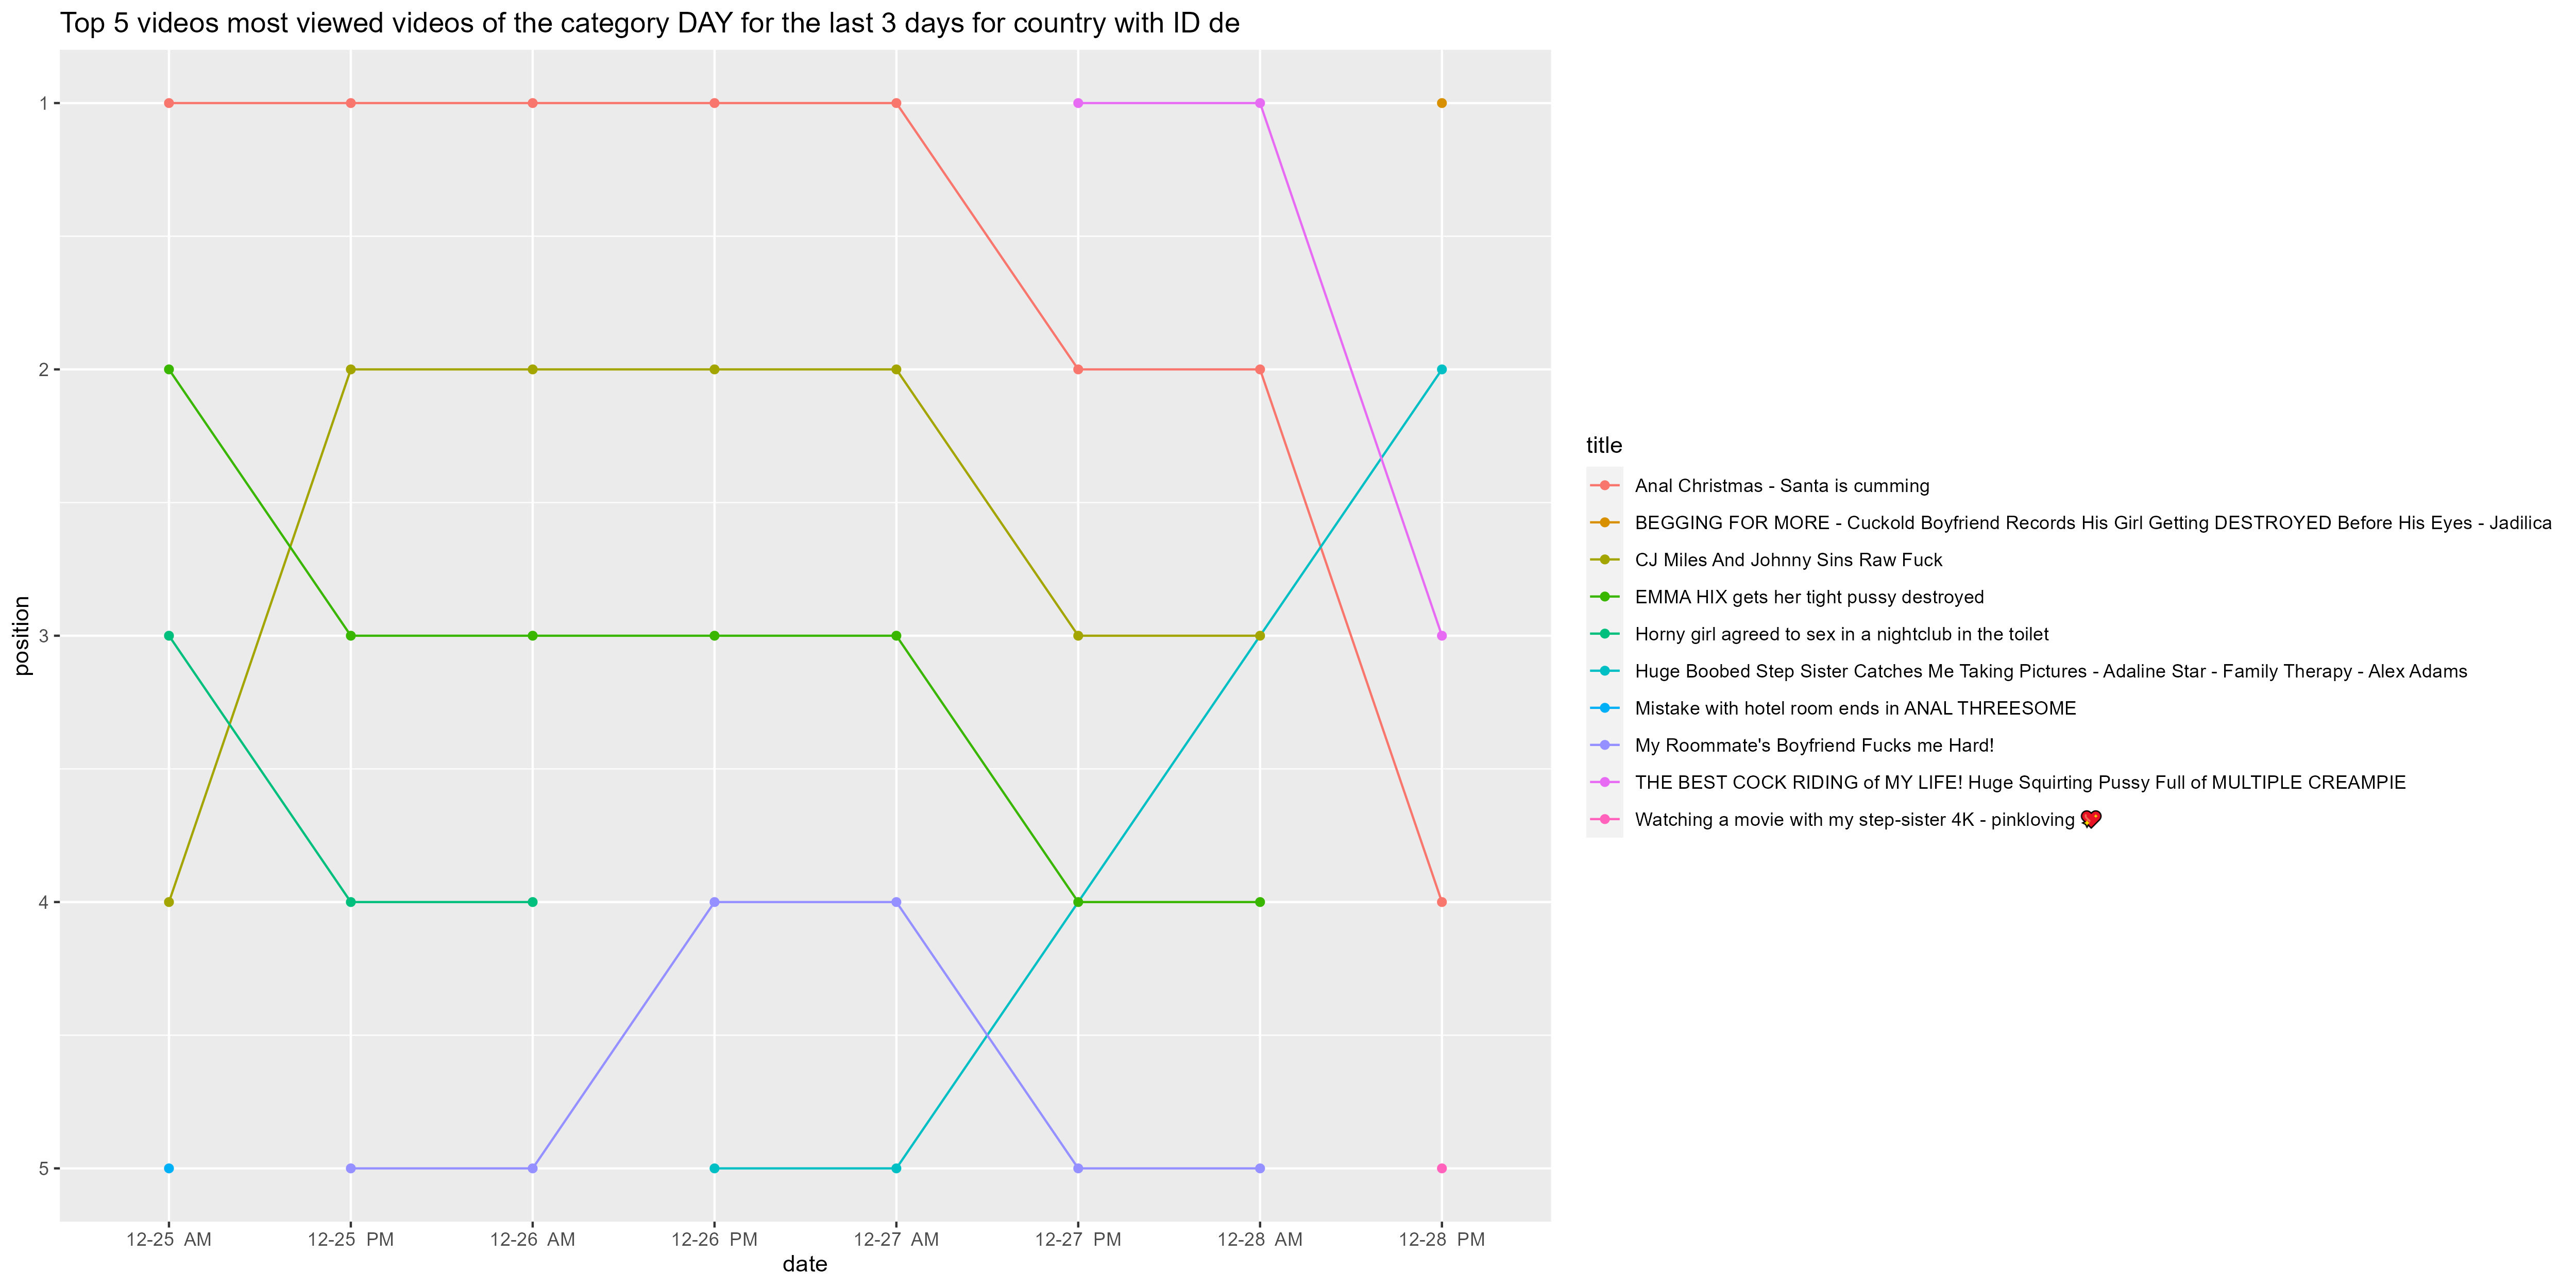 Top 5 videos most viewed videos of the category DAY for the last 3 days for country with ID de
position
1
2
3
4
5
12-25 AM
12-25 PM
12-26 AM
12-26 PM
12-27 AM
12-27 PM
12-28 AM
12-28 PM
date
title
Anal Christmas - Santa is cumming
BEGGING FOR MORE - Cuckold Boyfriend Records His Girl Getting DESTROYED Before His Eyes - Jadilica
CJ Miles And Johnny Sins Raw Fuck
EMMA HIX gets her tight pussy destroyed
Horny girl agreed to sex in a nightclub in the toilet
Huge Boobed Step Sister Catches Me Taking Pictures - Adaline Star - Family Therapy - Alex Adams
Mistake with hotel room ends in ANAL THREESOME
My Roommate's Boyfriend Fucks me Hard!
THE BEST COCK RIDING of MY LIFE! Huge Squirting Pussy Full of MULTIPLE CREAMPIE
Watching a movie with my step-sister 4K - pinkloving 💖